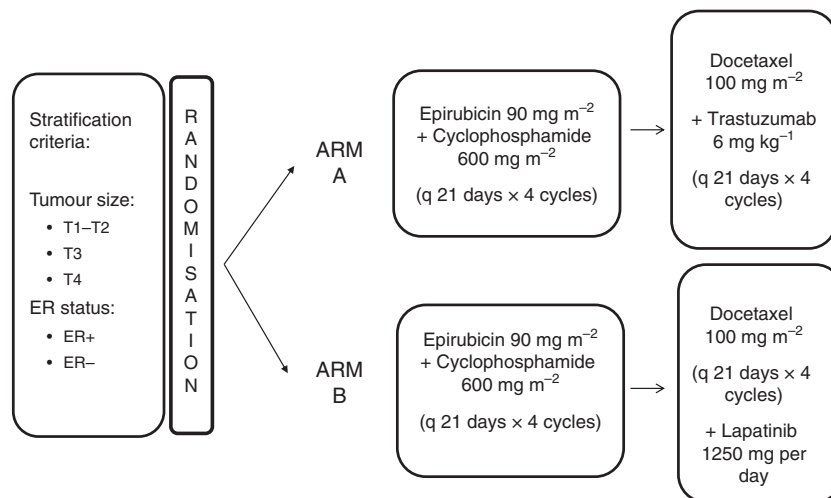 Stratification
criteria:
Tumour size:
• T1–T2
• T3
• T4
ER status:
• ER+
• ER–
RANDOMISATION
ARM
A
Epirubicin 90 mg m⁻²
+ Cyclophosphamide
600 mg m⁻²
(q 21 days × 4 cycles)
Docetaxel
100 mg m⁻²
+ Trastuzumab
6 mg kg⁻¹
(q 21 days × 4
cycles)
ARM
B
Epirubicin 90 mg m⁻²
+ Cyclophosphamide
600 mg m⁻²
(q 21 days × 4 cycles)
Docetaxel
100 mg m⁻²
(q 21 days × 4
cycles)
+ Lapatinib
1250 mg per
day